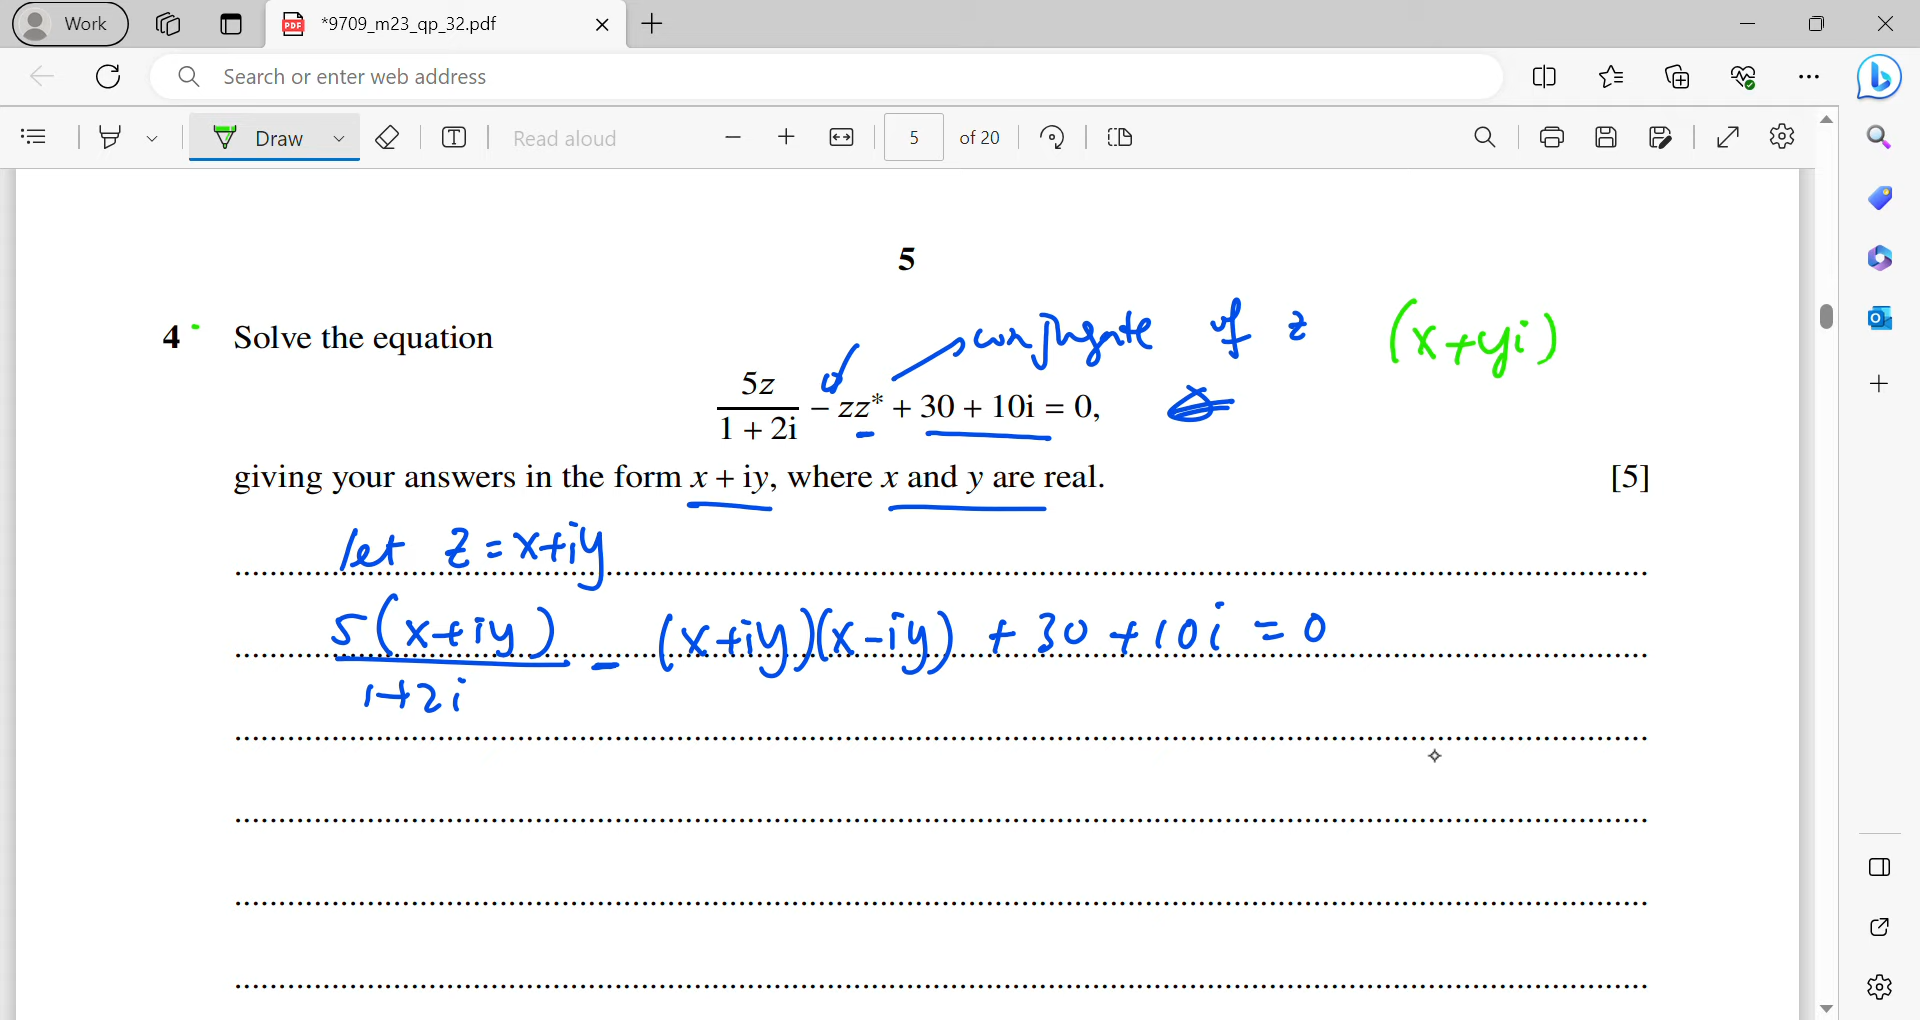 Work
*9709_m23_qp_32.pdf
Search or enter web address
Draw
Read aloud
5 of 20
5
conjugate of z (x+yi)
4 Solve the equation
5z/(1 + 2i) − zz* + 30 + 10i = 0,
giving your answers in the form x + iy, where x and y are real. [5]
let z = x+iy
5(x+iy)/(1+2i) − (x+iy)(x−iy) + 30 + 10i = 0